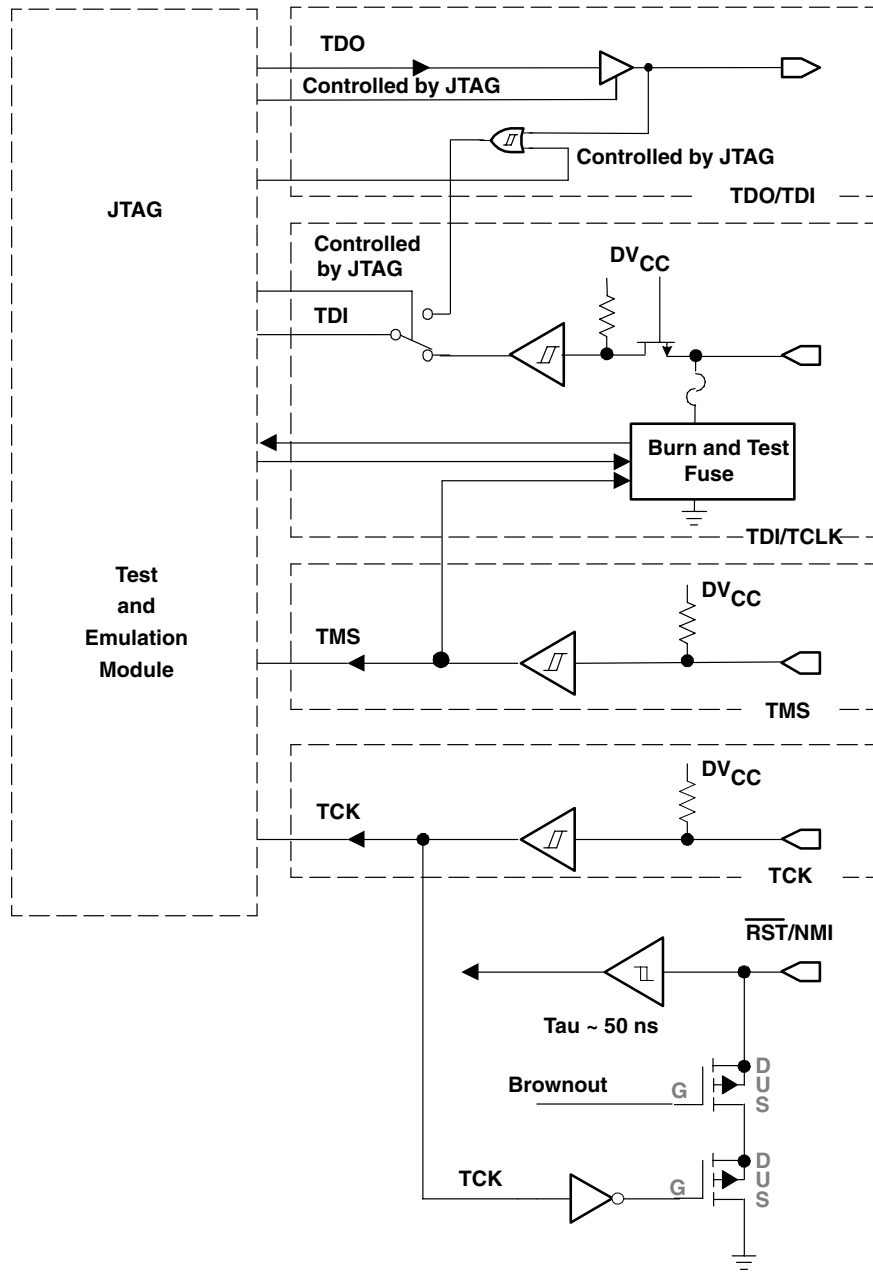 TDO
Controlled by JTAG
Controlled by JTAG
TDO/TDI
JTAG
Controlled
by JTAG
DVCC
TDI
Burn and Test
Fuse
TDI/TCLK
Test
and
Emulation
Module
DVCC
TMS
TMS
DVCC
TCK
TCK
RST/NMI
Tau ~ 50 ns
Brownout
G
D
U
S
TCK
G
D
U
S